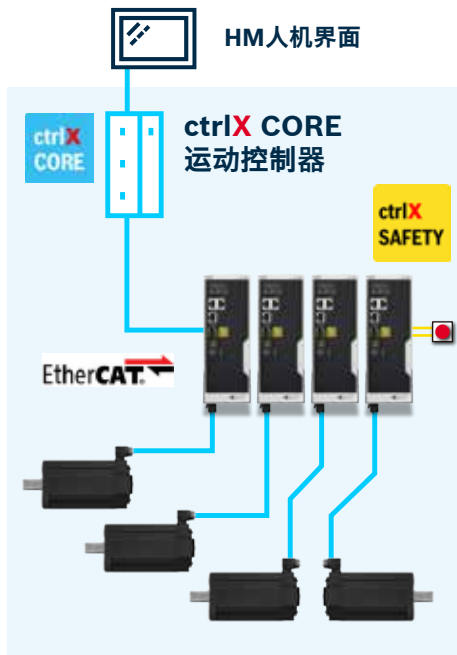 HM人机界面
ctrlX
CORE
ctrlX CORE
运动控制器
ctrlX
SAFETY
EtherCAT.